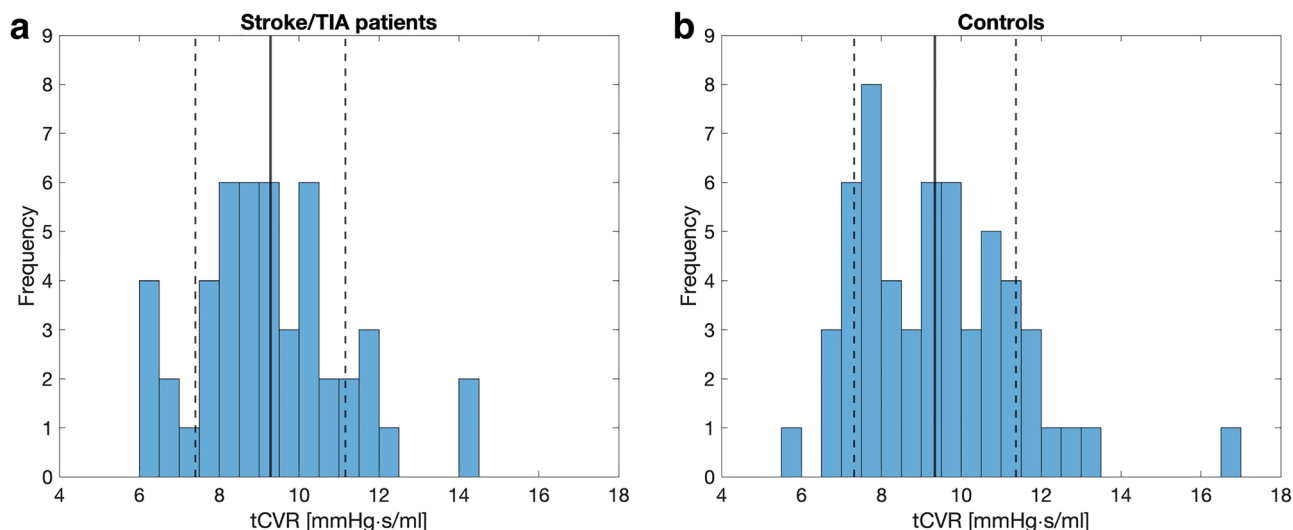 a
Stroke/TIA patients
9
8
7
6
5
4
3
2
1
0
Frequency
4 6 8 10 12 14 16 18
tCVR [mmHg·s/ml]
b
Controls
9
8
7
6
5
4
3
2
1
0
Frequency
4 6 8 10 12 14 16 18
tCVR [mmHg·s/ml]